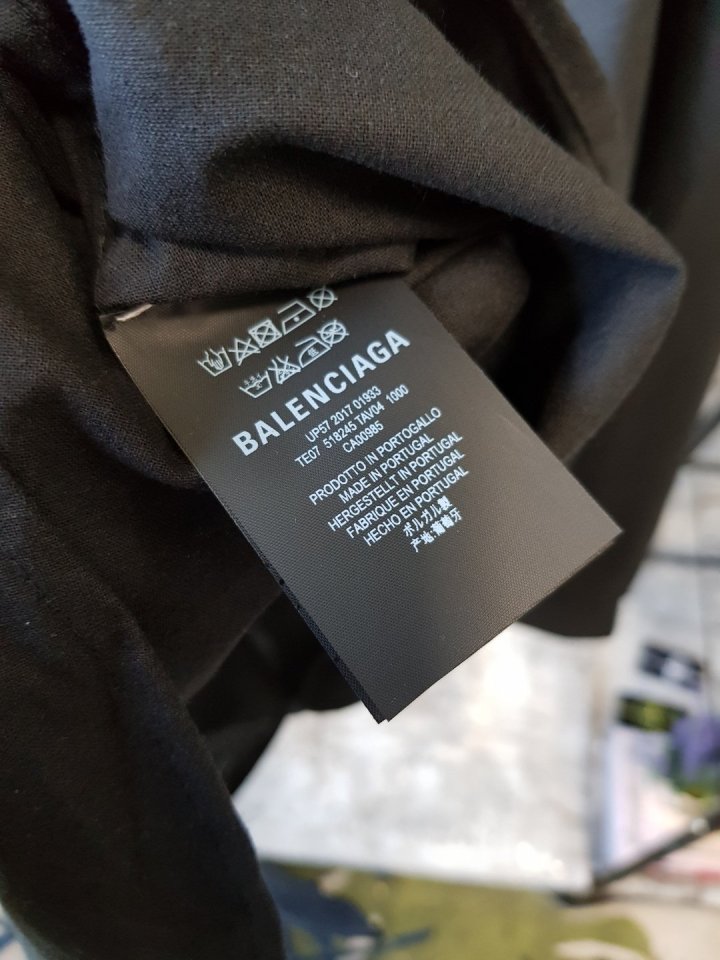 BALENCIAGA
UP57 2017 01933
TE07 518245 TAV04 1000
CA00985
PRODOTTO IN PORTOGALLO
MADE IN PORTUGAL
HERGESTELLT IN PORTUGAL
FABRIQUE EN PORTUGAL
HECHO EN PORTUGAL
ポルガル製
产地:葡萄牙